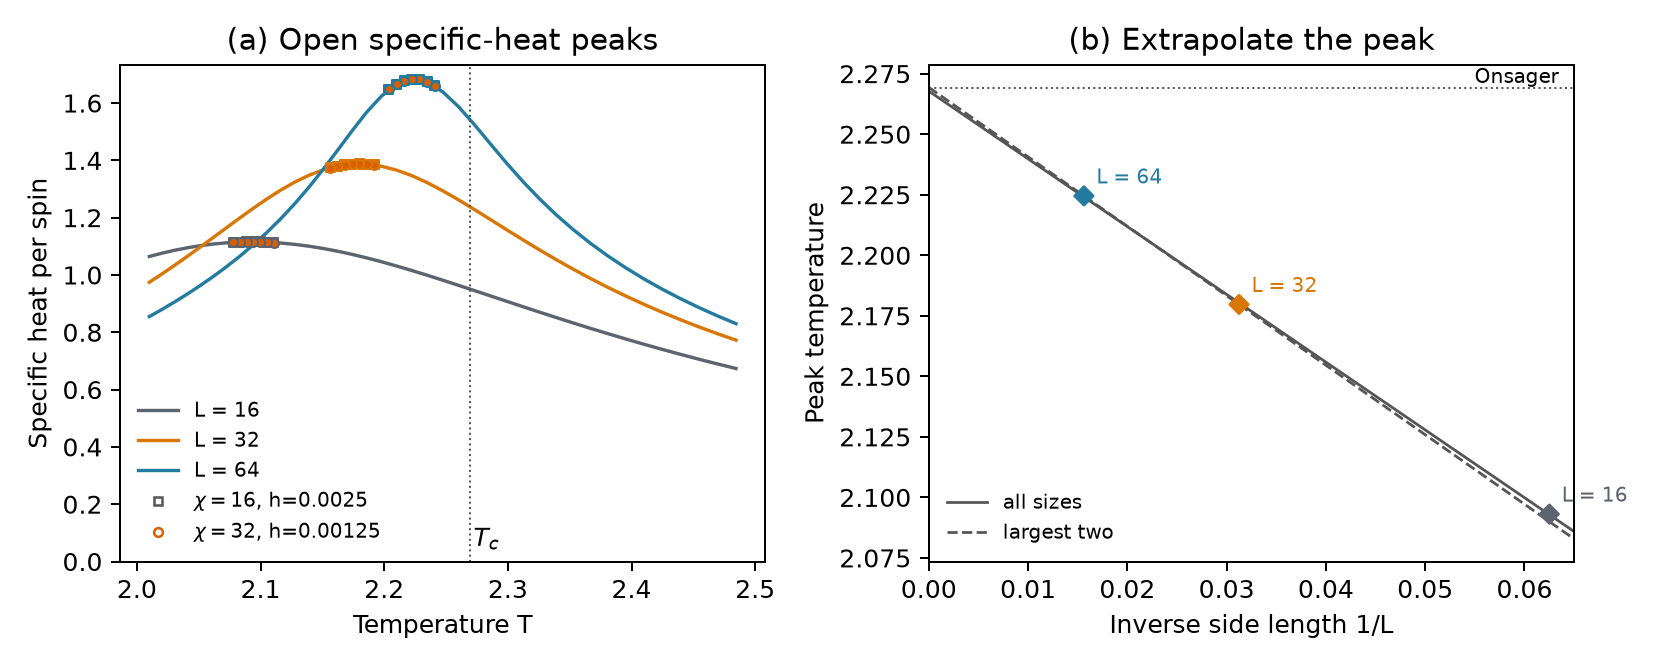 (a) Open specific-heat peaks
Specific heat per spin
1.6
1.4
1.2
1.0
0.8
0.6
0.4
0.2
0.0
L = 16
L = 32
L = 64
χ = 16, h=0.0025
χ = 32, h=0.00125
T_c
2.0 2.1 2.2 2.3 2.4 2.5
Temperature T
(b) Extrapolate the peak
Peak temperature
2.275
2.250
2.225
2.200
2.175
2.150
2.125
2.100
2.075
Onsager
L = 64
L = 32
L = 16
all sizes
largest two
0.00 0.01 0.02 0.03 0.04 0.05 0.06
Inverse side length 1/L